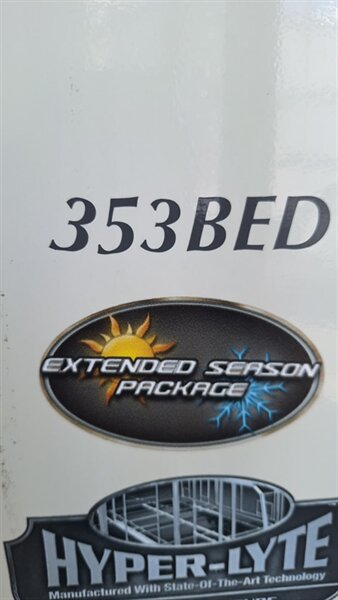 353BED
EXTENDED SEASON
PACKAGE
HYPER-LYTE
Manufactured With State-Of-The-Art Technology